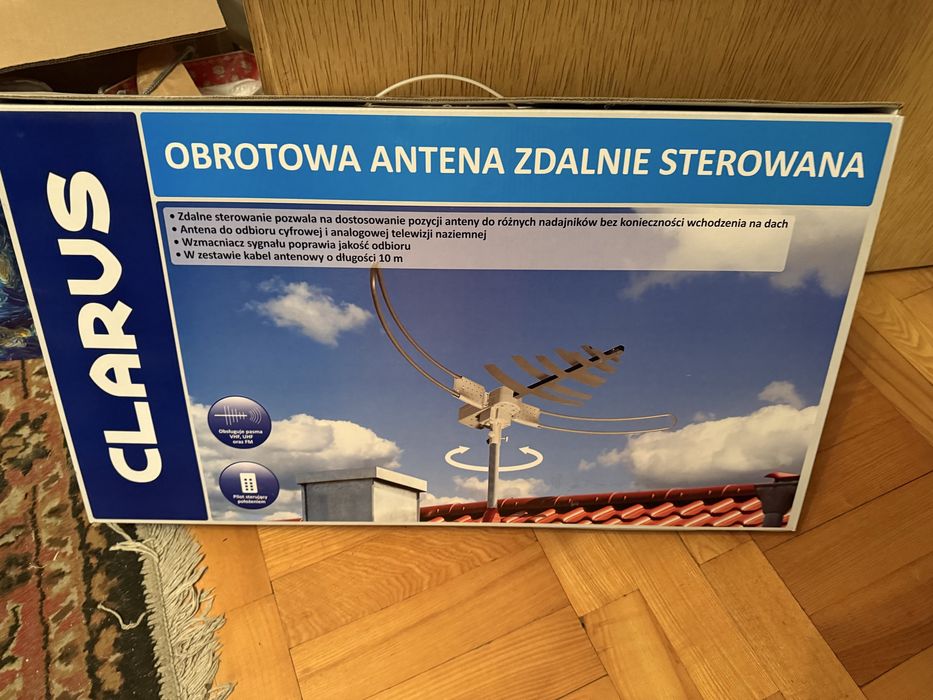 CLARUS
OBROTOWA ANTENA ZDALNIE STEROWANA
• Zdalne sterowanie pozwala na dostosowanie pozycji anteny do różnych nadajników bez konieczności wchodzenia na dach
• Antena do odbioru cyfrowej i analogowej telewizji naziemnej
• Wzmacniacz sygnału poprawia jakość odbioru
• W zestawie kabel antenowy o długości 10 m
Obsługuje pasma
VHF, UHF
oraz FM
Pilot sterujący
położeniem